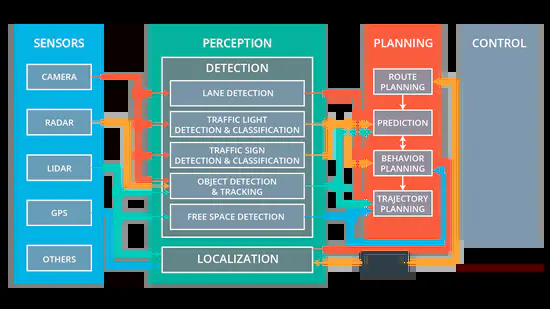 SENSORS
CAMERA
RADAR
LIDAR
GPS
OTHERS
PERCEPTION
DETECTION
LANE DETECTION
TRAFFIC LIGHT
DETECTION & CLASSIFICATION
TRAFFIC SIGN
DETECTION & CLASSIFICATION
OBJECT DETECTION
& TRACKING
FREE SPACE DETECTION
LOCALIZATION
PLANNING
ROUTE
PLANNING
PREDICTION
BEHAVIOR
PLANNING
TRAJECTORY
PLANNING
CONTROL